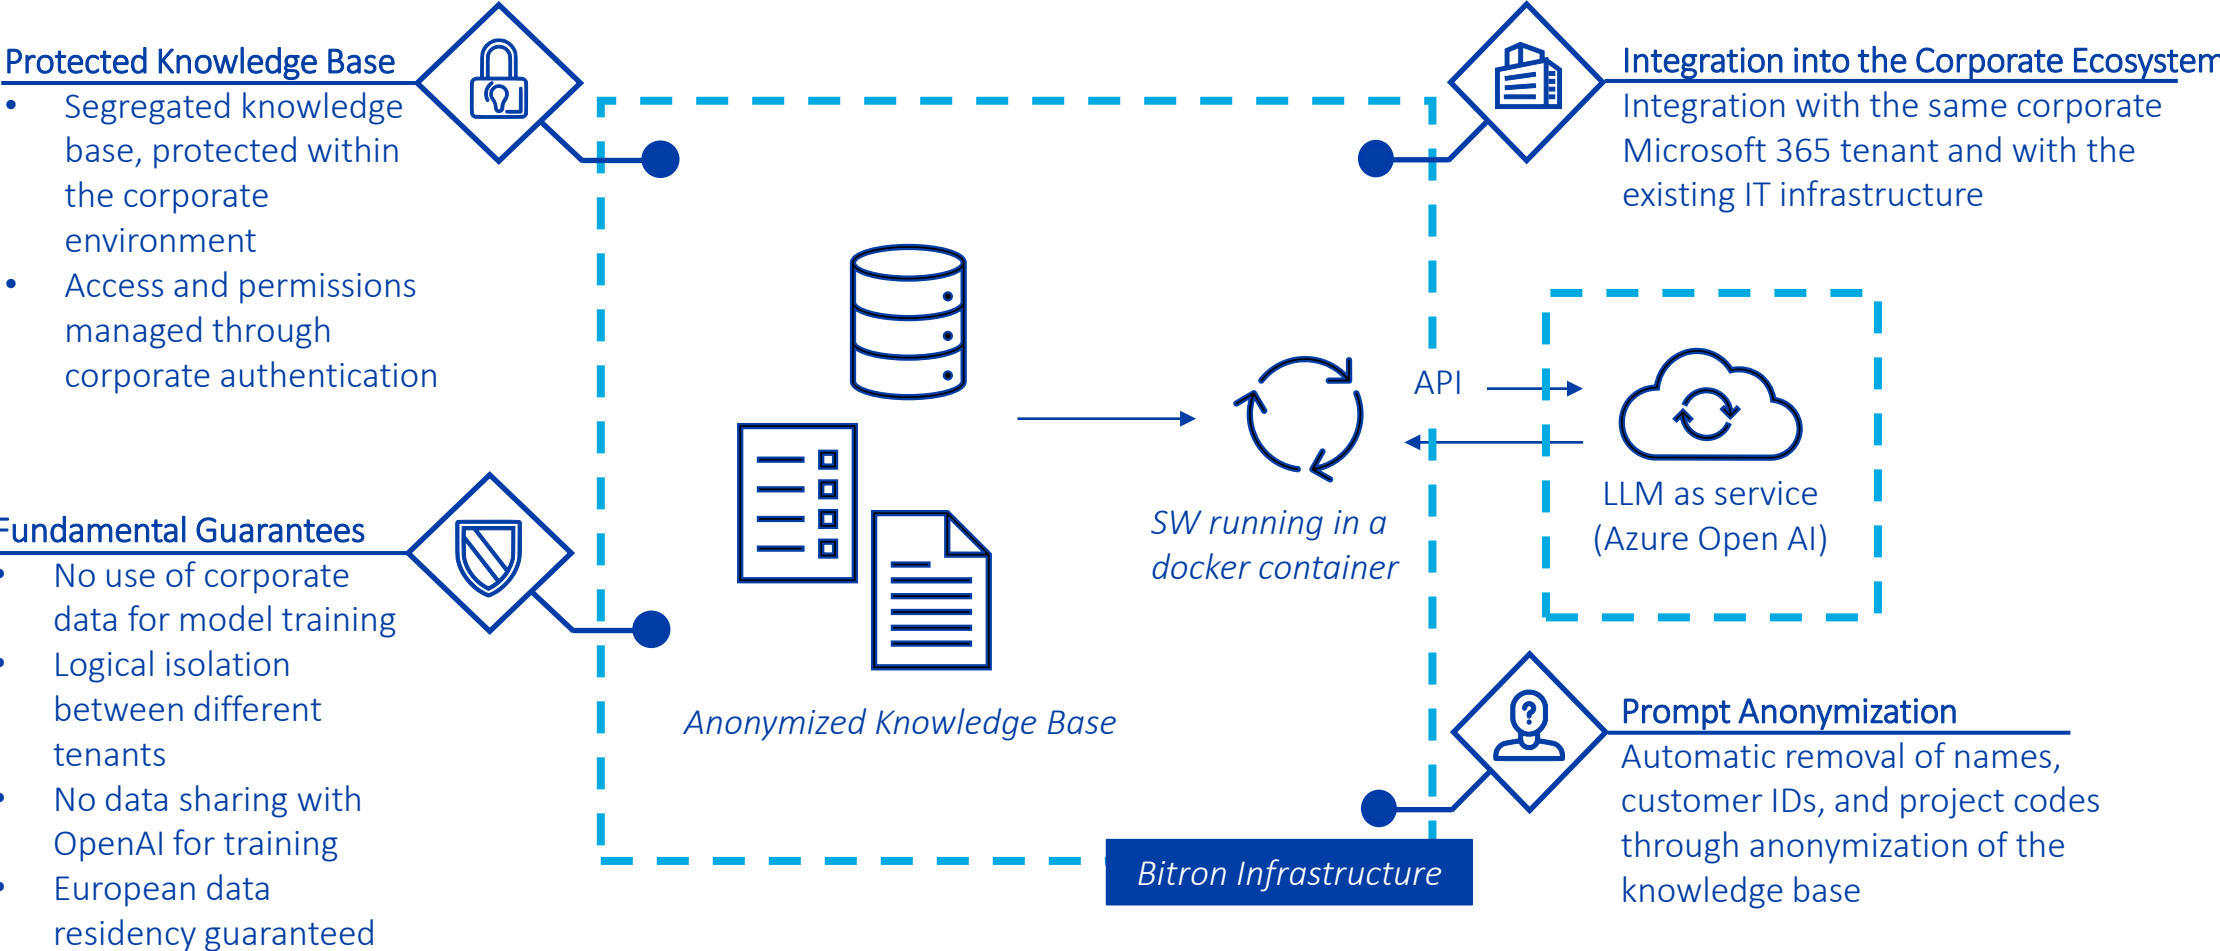 Protected Knowledge Base
• Segregated knowledge
base, protected within
the corporate
environment
• Access and permissions
managed through
corporate authentication
Fundamental Guarantees
• No use of corporate
data for model training
• Logical isolation
between different
tenants
• No data sharing with
OpenAI for training
• European data
residency guaranteed
Anonymized Knowledge Base
SW running in a
docker container
API
LLM as service
(Azure Open AI)
Bitron Infrastructure
Integration into the Corporate Ecosystem
Integration with the same corporate
Microsoft 365 tenant and with the
existing IT infrastructure
?
Prompt Anonymization
Automatic removal of names,
customer IDs, and project codes
through anonymization of the
knowledge base